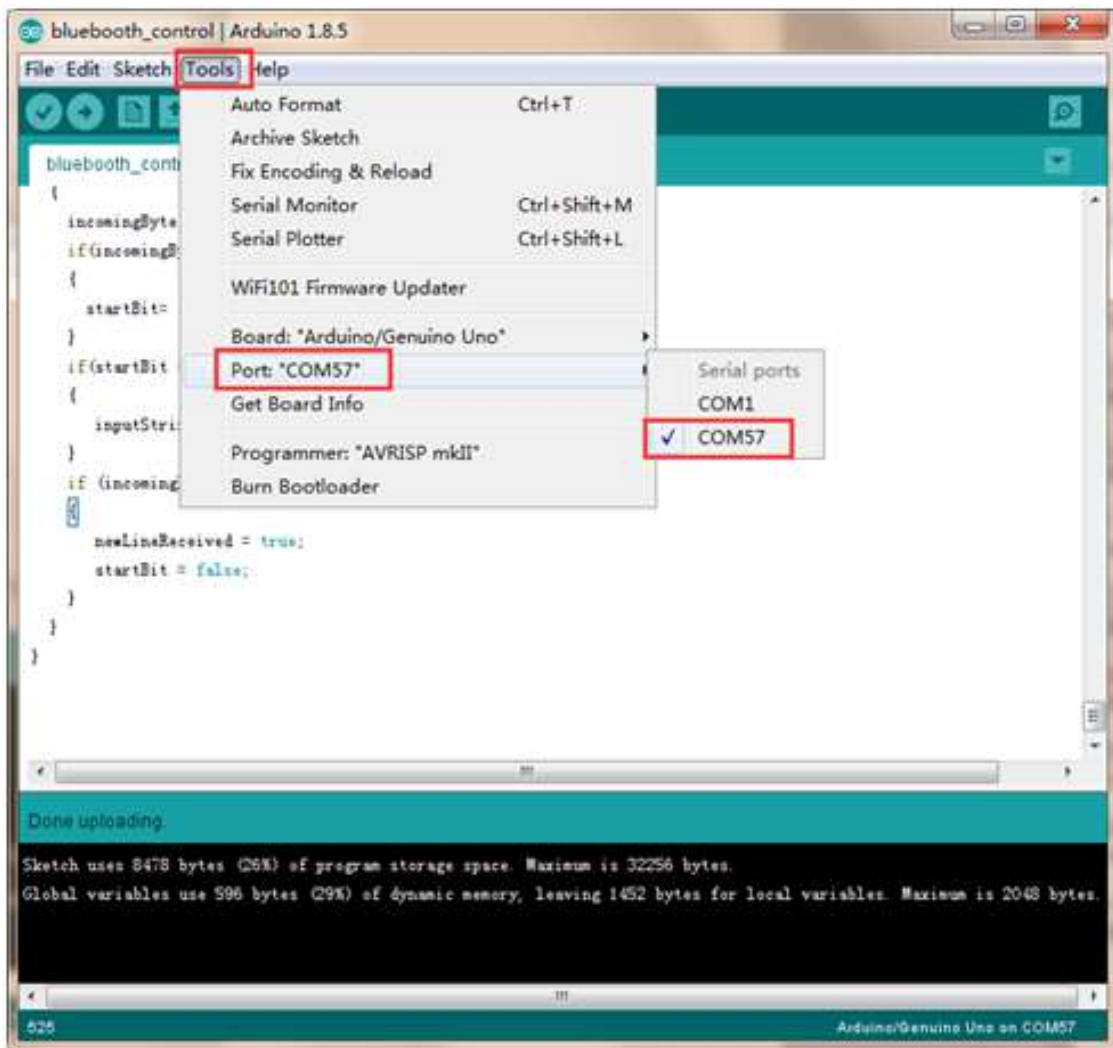 bluebooth_control | Arduino 1.8.5
File Edit Sketch Tools Help
Auto Format Ctrl+T
Archive Sketch
Fix Encoding & Reload
Serial Monitor Ctrl+Shift+M
Serial Plotter Ctrl+Shift+L
WiFi101 Firmware Updater
Board: "Arduino/Genuino Uno"
Port: "COM57"
Get Board Info
Programmer: "AVRISP mkII"
Burn Bootloader
Serial ports
COM1
✓ COM57
bluebooth_contr
{
incomingByte
if(incomingB
{
startBit=
}
if(startBit
{
inputStri
}
if (incoming
{
newLineReceived = true;
startBit = false;
}
}
}
Done uploading.
Sketch uses 8478 bytes (26%) of program storage space. Maximum is 32256 bytes.
Global variables use 596 bytes (29%) of dynamic memory, leaving 1452 bytes for local variables. Maximum is 2048 bytes.
Arduino/Genuino Uno on COM57